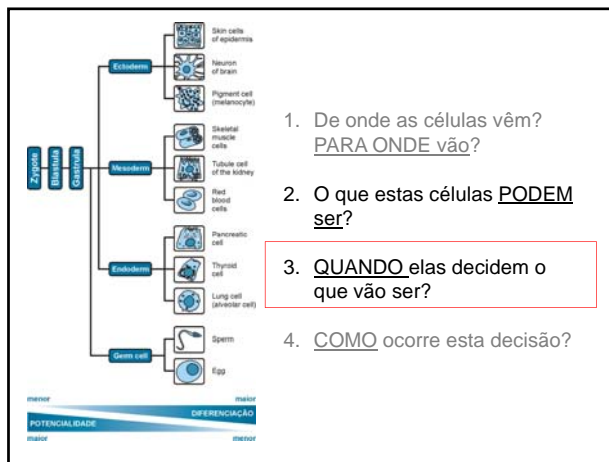 Zygote
Blastula
Gastrula
Ectoderm
Skin cells
of epidermis
Neuron
of brain
Pigment cell
(melanocyte)
Mesoderm
Skeletal
muscle
cells
Tubule cell
of the kidney
Red
blood
cells
Endoderm
Pancreatic
cell
Thyroid
cell
Lung cell
(alveolar cell)
Germ cell
Sperm
Egg
menor
maior
DIFERENCIAÇÃO
POTENCIALIDADE
maior
menor
1. De onde as células vêm?
PARA ONDE vão?
2. O que estas células PODEM
ser?
3. QUANDO elas decidem o
que vão ser?
4. COMO ocorre esta decisão?